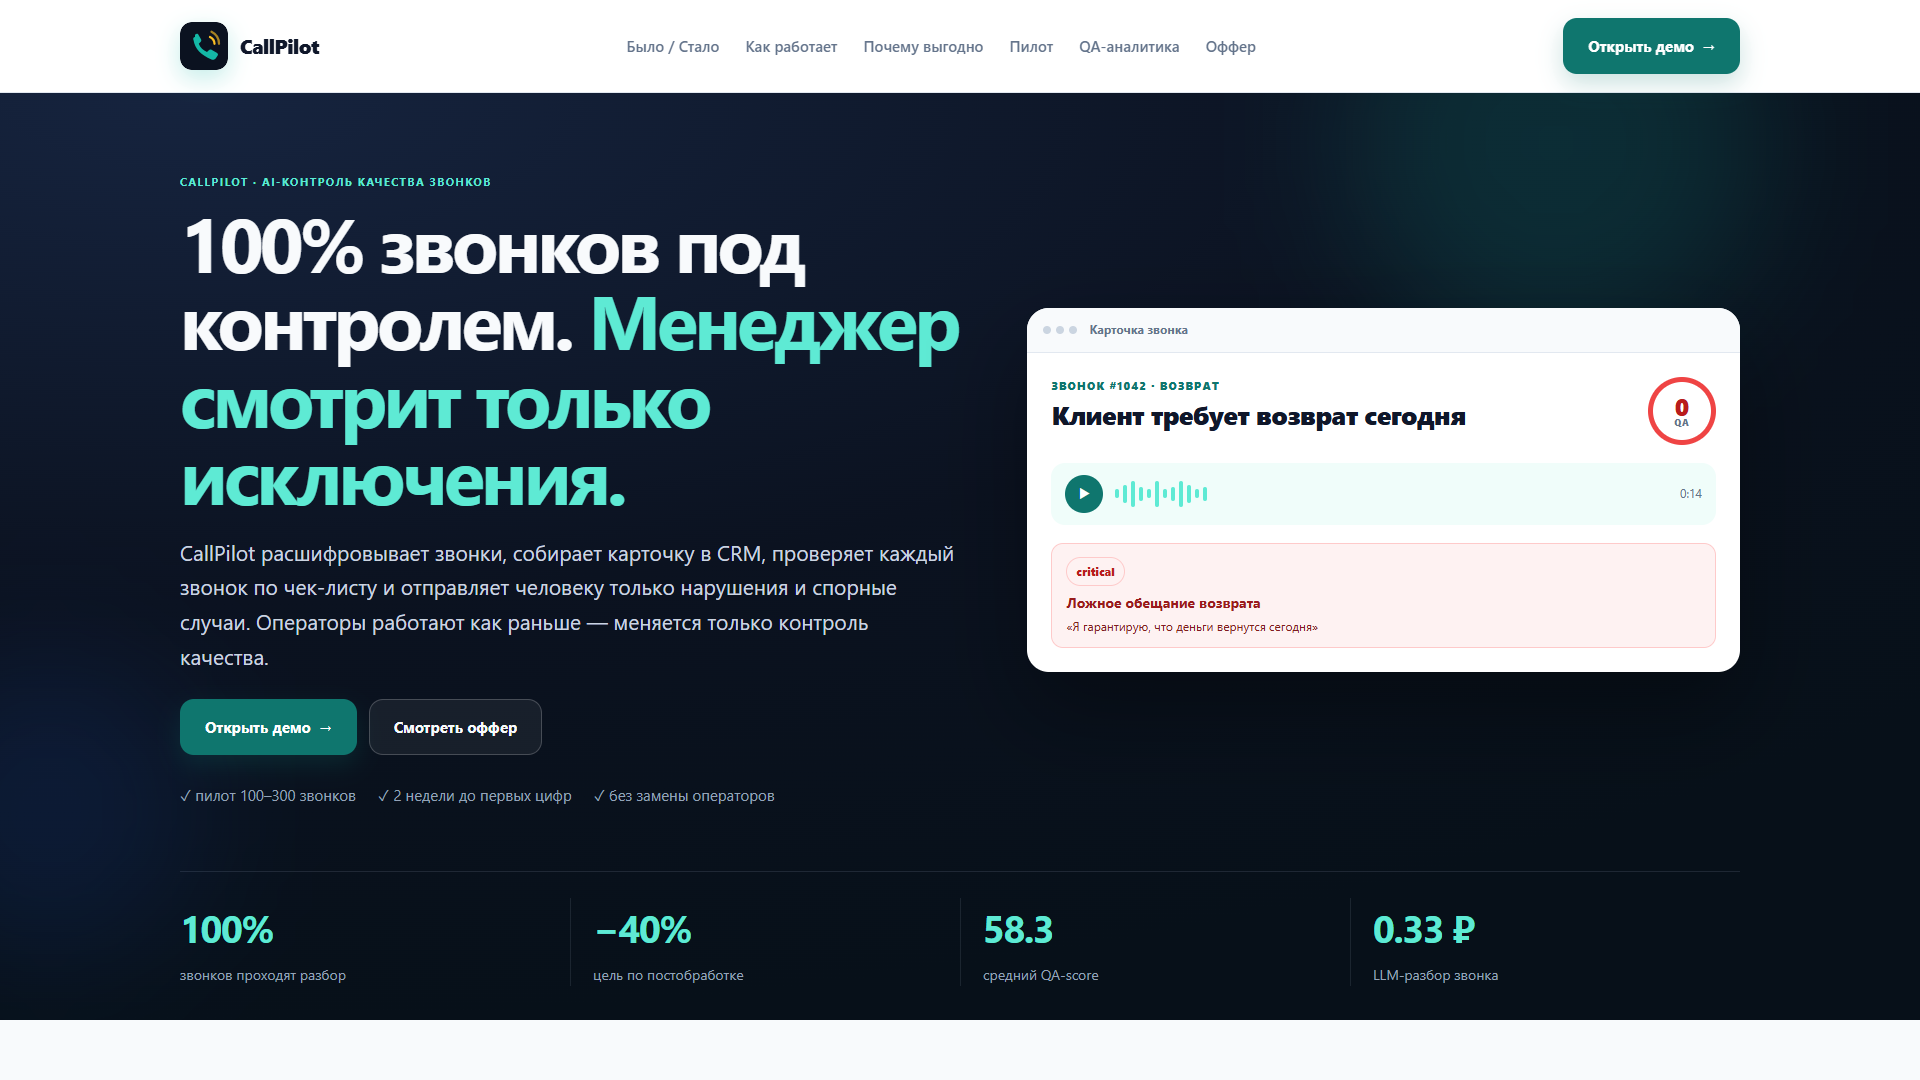 CallPilot
Было / Стало
Как работает
Почему выгодно
Пилот
QA-аналитика
Оффер
Открыть демо →
CALLPILOT · AI-КОНТРОЛЬ КАЧЕСТВА ЗВОНКОВ
100% звонков под
контролем. Менеджер
смотрит только
исключения.
CallPilot расшифровывает звонки, собирает карточку в CRM, проверяет каждый
звонок по чек-листу и отправляет человеку только нарушения и спорные
случаи. Операторы работают как раньше — меняется только контроль
качества.
Открыть демо →
Смотреть оффер
✓ пилот 100–300 звонков
✓ 2 недели до первых цифр
✓ без замены операторов
Карточка звонка
ЗВОНОК #1042 · ВОЗВРАТ
Клиент требует возврат сегодня
0
QA
0:14
critical
Ложное обещание возврата
«Я гарантирую, что деньги вернутся сегодня»
100%
звонков проходят разбор
−40%
цель по постобработке
58.3
средний QA-score
0.33 ₽
LLM-разбор звонка